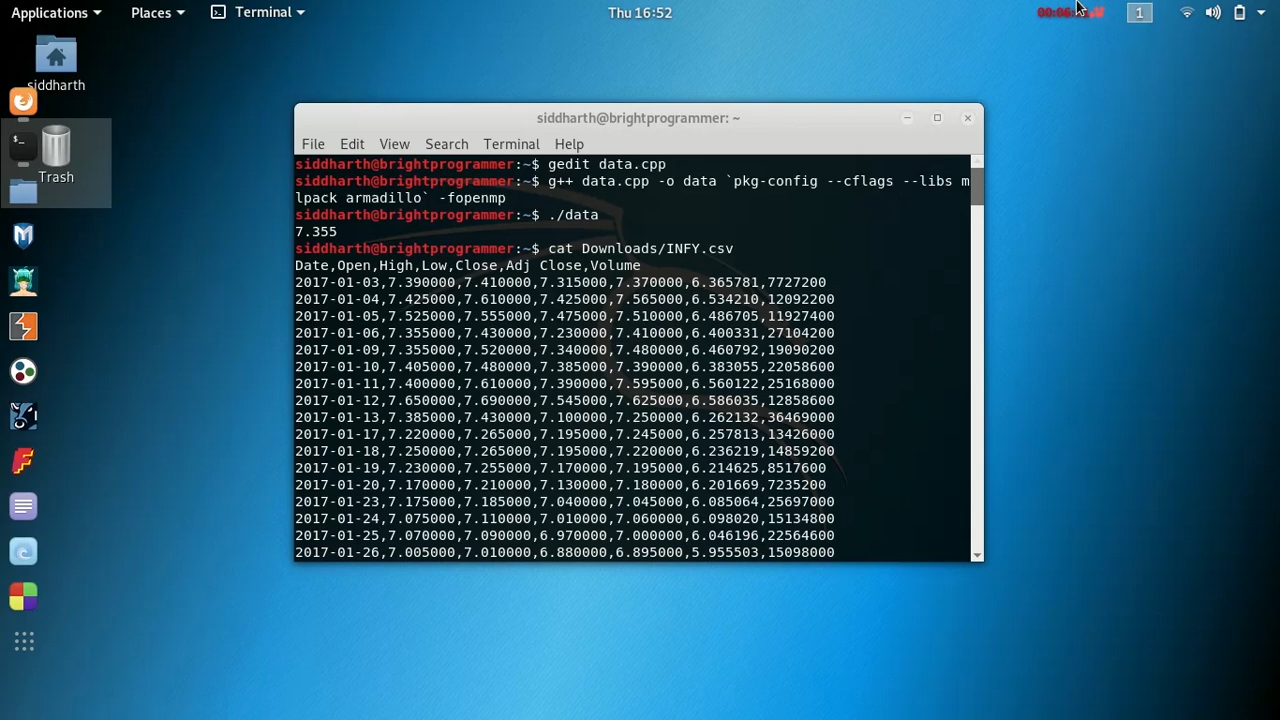 Applications Places Terminal Thu 16:52 1
siddharth
Trash
siddharth@brightprogrammer: ~
File Edit View Search Terminal Help
siddharth@brightprogrammer:~$ gedit data.cpp
siddharth@brightprogrammer:~$ g++ data.cpp -o data `pkg-config --cflags --libs m
lpack armadillo` -fopenmp
siddharth@brightprogrammer:~$ ./data
7.355
siddharth@brightprogrammer:~$ cat Downloads/INFY.csv
Date,Open,High,Low,Close,Adj Close,Volume
2017-01-03,7.390000,7.410000,7.315000,7.370000,6.365781,7727200
2017-01-04,7.425000,7.610000,7.425000,7.565000,6.534210,12092200
2017-01-05,7.525000,7.555000,7.475000,7.510000,6.486705,11927400
2017-01-06,7.355000,7.430000,7.230000,7.410000,6.400331,27104200
2017-01-09,7.355000,7.520000,7.340000,7.480000,6.460792,19090200
2017-01-10,7.405000,7.480000,7.385000,7.390000,6.383055,22058600
2017-01-11,7.400000,7.610000,7.390000,7.595000,6.560122,25168000
2017-01-12,7.650000,7.690000,7.545000,7.625000,6.586035,12858600
2017-01-13,7.385000,7.430000,7.100000,7.250000,6.262132,36469000
2017-01-17,7.220000,7.265000,7.195000,7.245000,6.257813,13426000
2017-01-18,7.250000,7.265000,7.195000,7.220000,6.236219,14859200
2017-01-19,7.230000,7.255000,7.170000,7.195000,6.214625,8517600
2017-01-20,7.170000,7.210000,7.130000,7.180000,6.201669,7235200
2017-01-23,7.175000,7.185000,7.040000,7.045000,6.085064,25697000
2017-01-24,7.075000,7.110000,7.010000,7.060000,6.098020,15134800
2017-01-25,7.070000,7.090000,6.970000,7.000000,6.046196,22564600
2017-01-26,7.005000,7.010000,6.880000,6.895000,5.955503,15098000